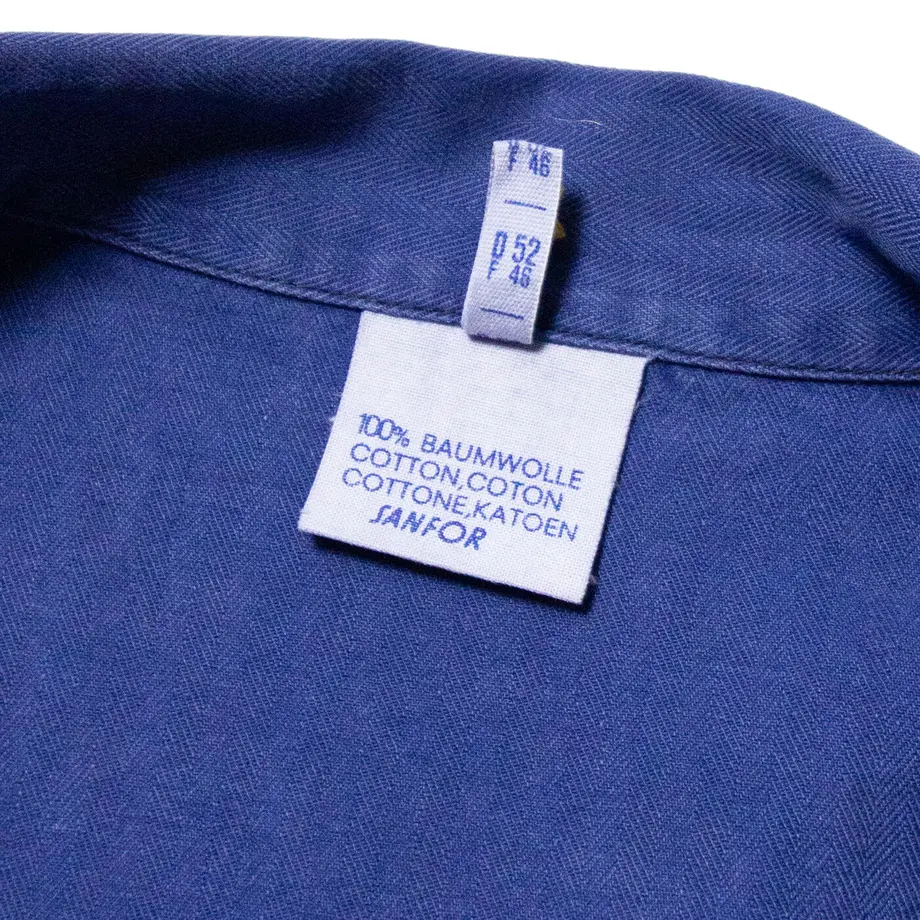 F 46
D 52
F 46
100% BAUMWOLLE
COTTON, COTON
COTTONE, KATOEN
SANFOR